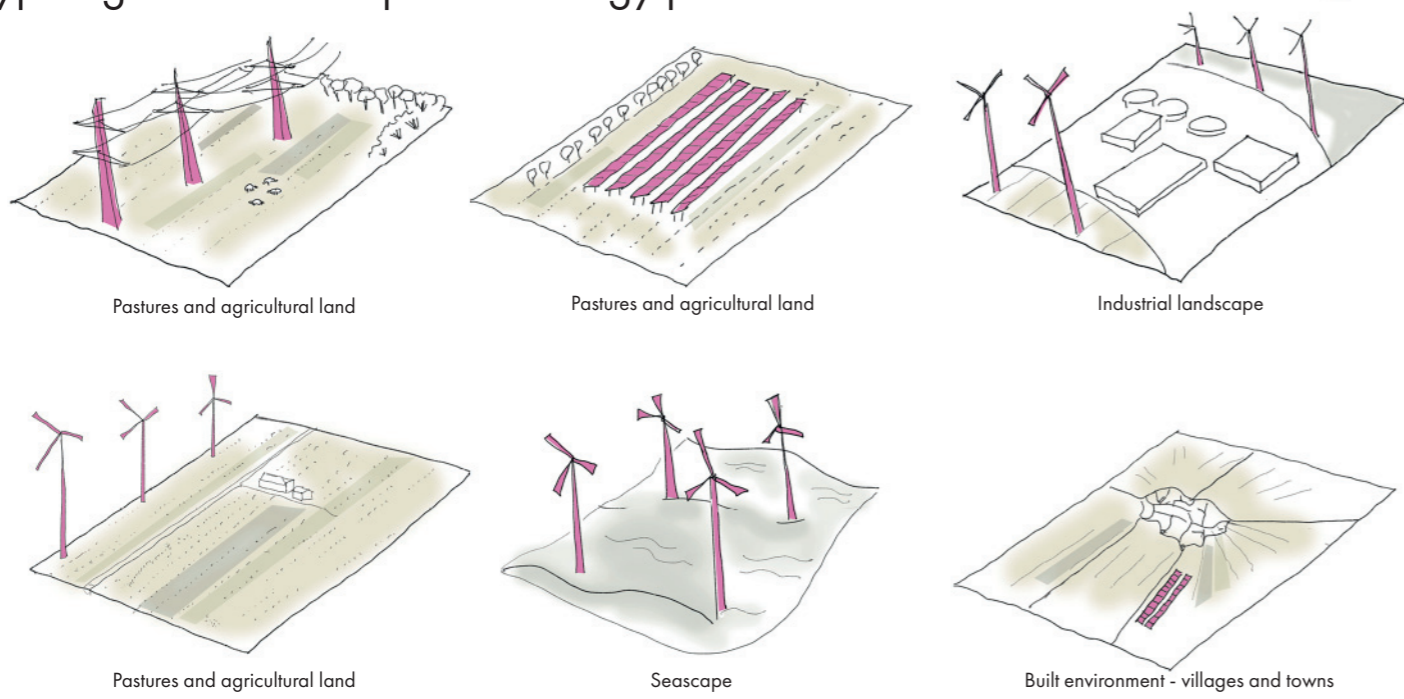 Pastures and agricultural land
Pastures and agricultural land
Industrial landscape
Pastures and agricultural land
Seascape
Built environment - villages and towns